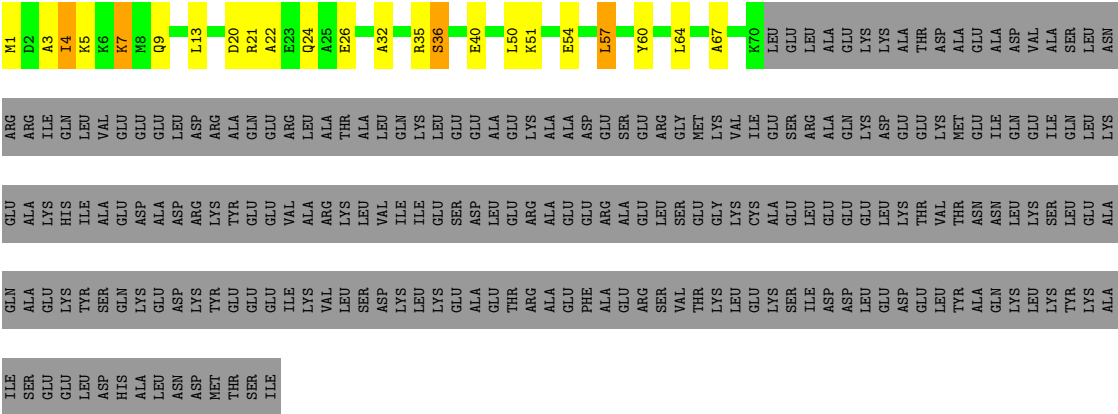 M1 D2 A3 I4 K5 K6 K7 M8 Q9 L13 D20 R21 A22 E23 Q24 A25 E26 A32 R35 S36 E40 L50 K51 E54 L57 Y60 L64 A67 K70 LEU GLU LEU ALA GLU LYS LYS ALA THR ASP ALA GLU ALA ASP VAL ALA SER LEU ASN
ARG ARG ILE GLN LEU VAL GLU GLU GLU LEU ASP ARG ALA GLN GLU ARG LEU ALA THR ALA LEU GLN LYS LEU GLU GLU ALA GLU LYS ALA ALA ASP GLU SER GLU ARG GLY MET LYS VAL ILE GLU SER ARG ALA GLN LYS ASP GLU GLU LYS MET GLU ILE GLN GLU ILE GLN LEU LYS
GLU ALA LYS HIS ILE ALA GLU ASP ALA ASP ARG LYS TYR GLU GLU VAL ALA ARG LYS LEU VAL ILE ILE GLU SER ASP LEU GLU ARG ALA GLU GLU ARG ALA GLU LEU SER GLU GLY LYS CYS ALA GLU LEU GLU GLU GLU LEU LYS THR VAL THR ASN ASN LEU LYS SER LEU GLU ALA
GLN ALA GLU LYS TYR SER GLN LYS GLU ASP LYS TYR GLU GLU GLU ILE LYS VAL LEU SER ASP LYS LEU LYS GLU ALA GLU THR ARG ALA GLU PHE ALA GLU ARG SER VAL THR LYS LEU GLU LYS SER ILE ASP ASP LEU GLU ASP GLU LEU TYR ALA GLN LYS LEU LYS TYR LYS ALA
ILE SER GLU GLU LEU ASP HIS ALA LEU ASN ASP MET THR SER ILE